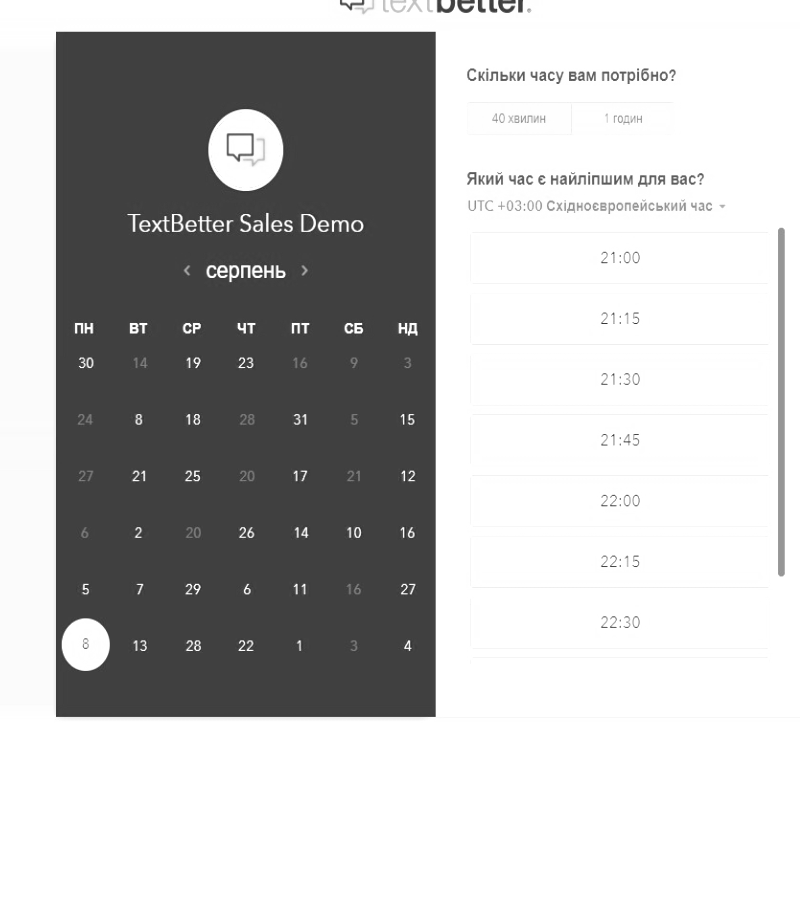 textbetter.
TextBetter Sales Demo
‹ серпень ›
ПН ВТ СР ЧТ ПТ СБ НД
30 14 19 23 16 9 3
24 8 18 28 31 5 15
27 21 25 20 17 21 12
6 2 20 26 14 10 16
5 7 29 6 11 16 27
8 13 28 22 1 3 4
Скільки часу вам потрібно?
40 хвилин 1 годин
Який час є найліпшим для вас?
UTC +03:00 Східноєвропейський час
21:00
21:15
21:30
21:45
22:00
22:15
22:30